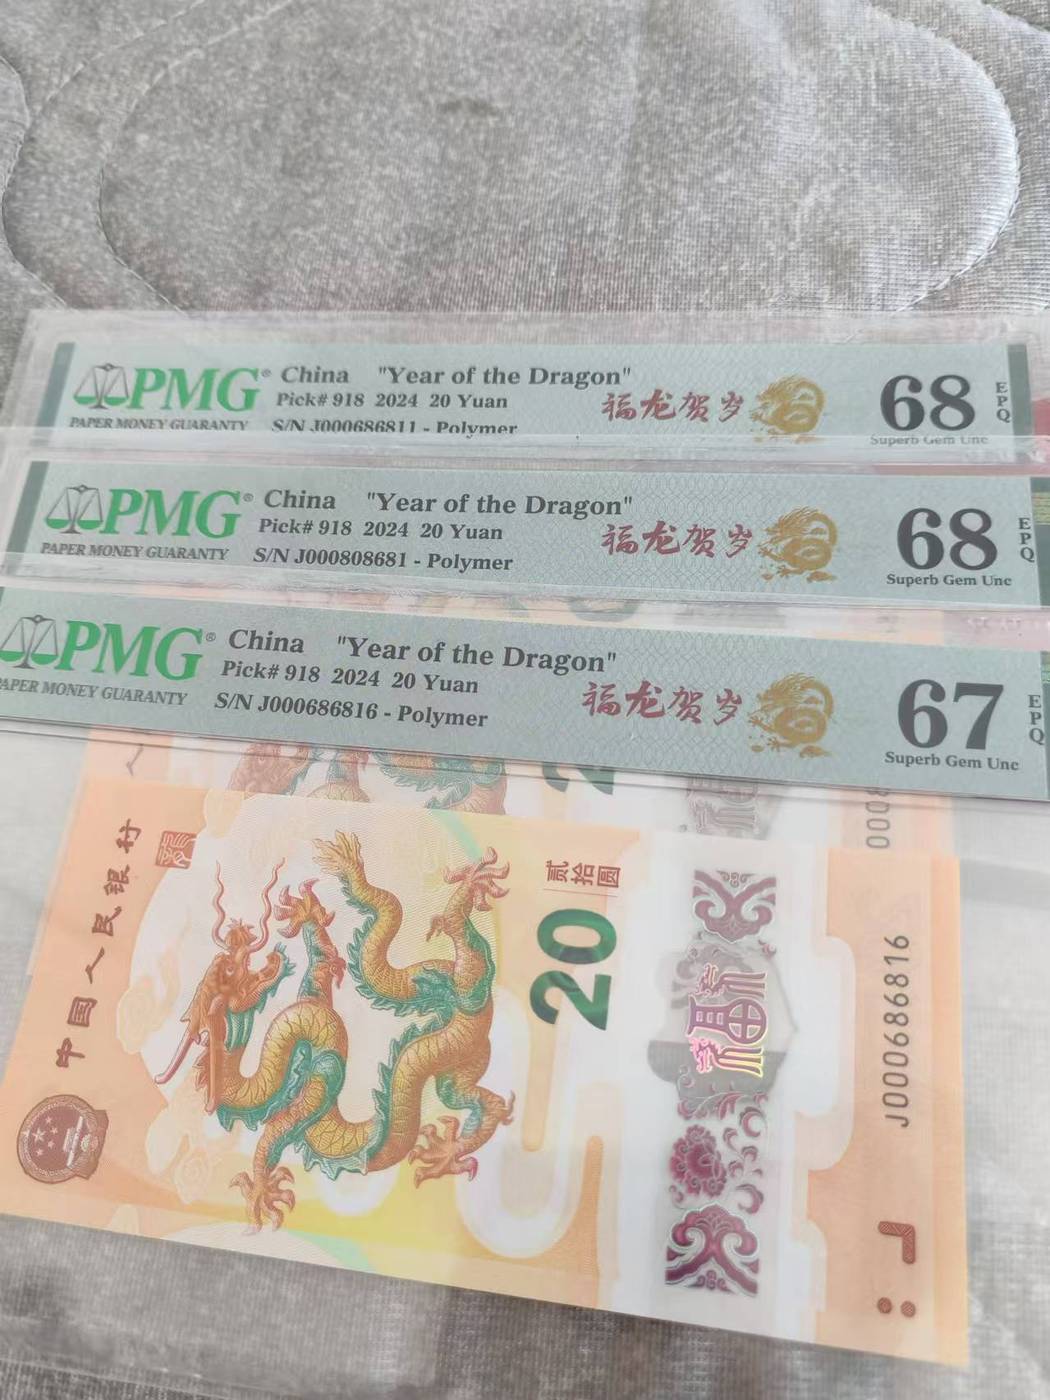 PMG® China "Year of the Dragon"
Pick# 918 2024 20 Yuan
PAPER MONEY GUARANTY S/N J000686811 - Polymer
福龙贺岁
68
EPQ
Superb Gem Unc
PMG® China "Year of the Dragon"
Pick# 918 2024 20 Yuan
PAPER MONEY GUARANTY S/N J000808681 - Polymer
福龙贺岁
68
EPQ
Superb Gem Unc
PMG® China "Year of the Dragon"
Pick# 918 2024 20 Yuan
PAPER MONEY GUARANTY S/N J000686816 - Polymer
福龙贺岁
67
EPQ
Superb Gem Unc
中国人民银行
贰拾圆
20
福
J000686816